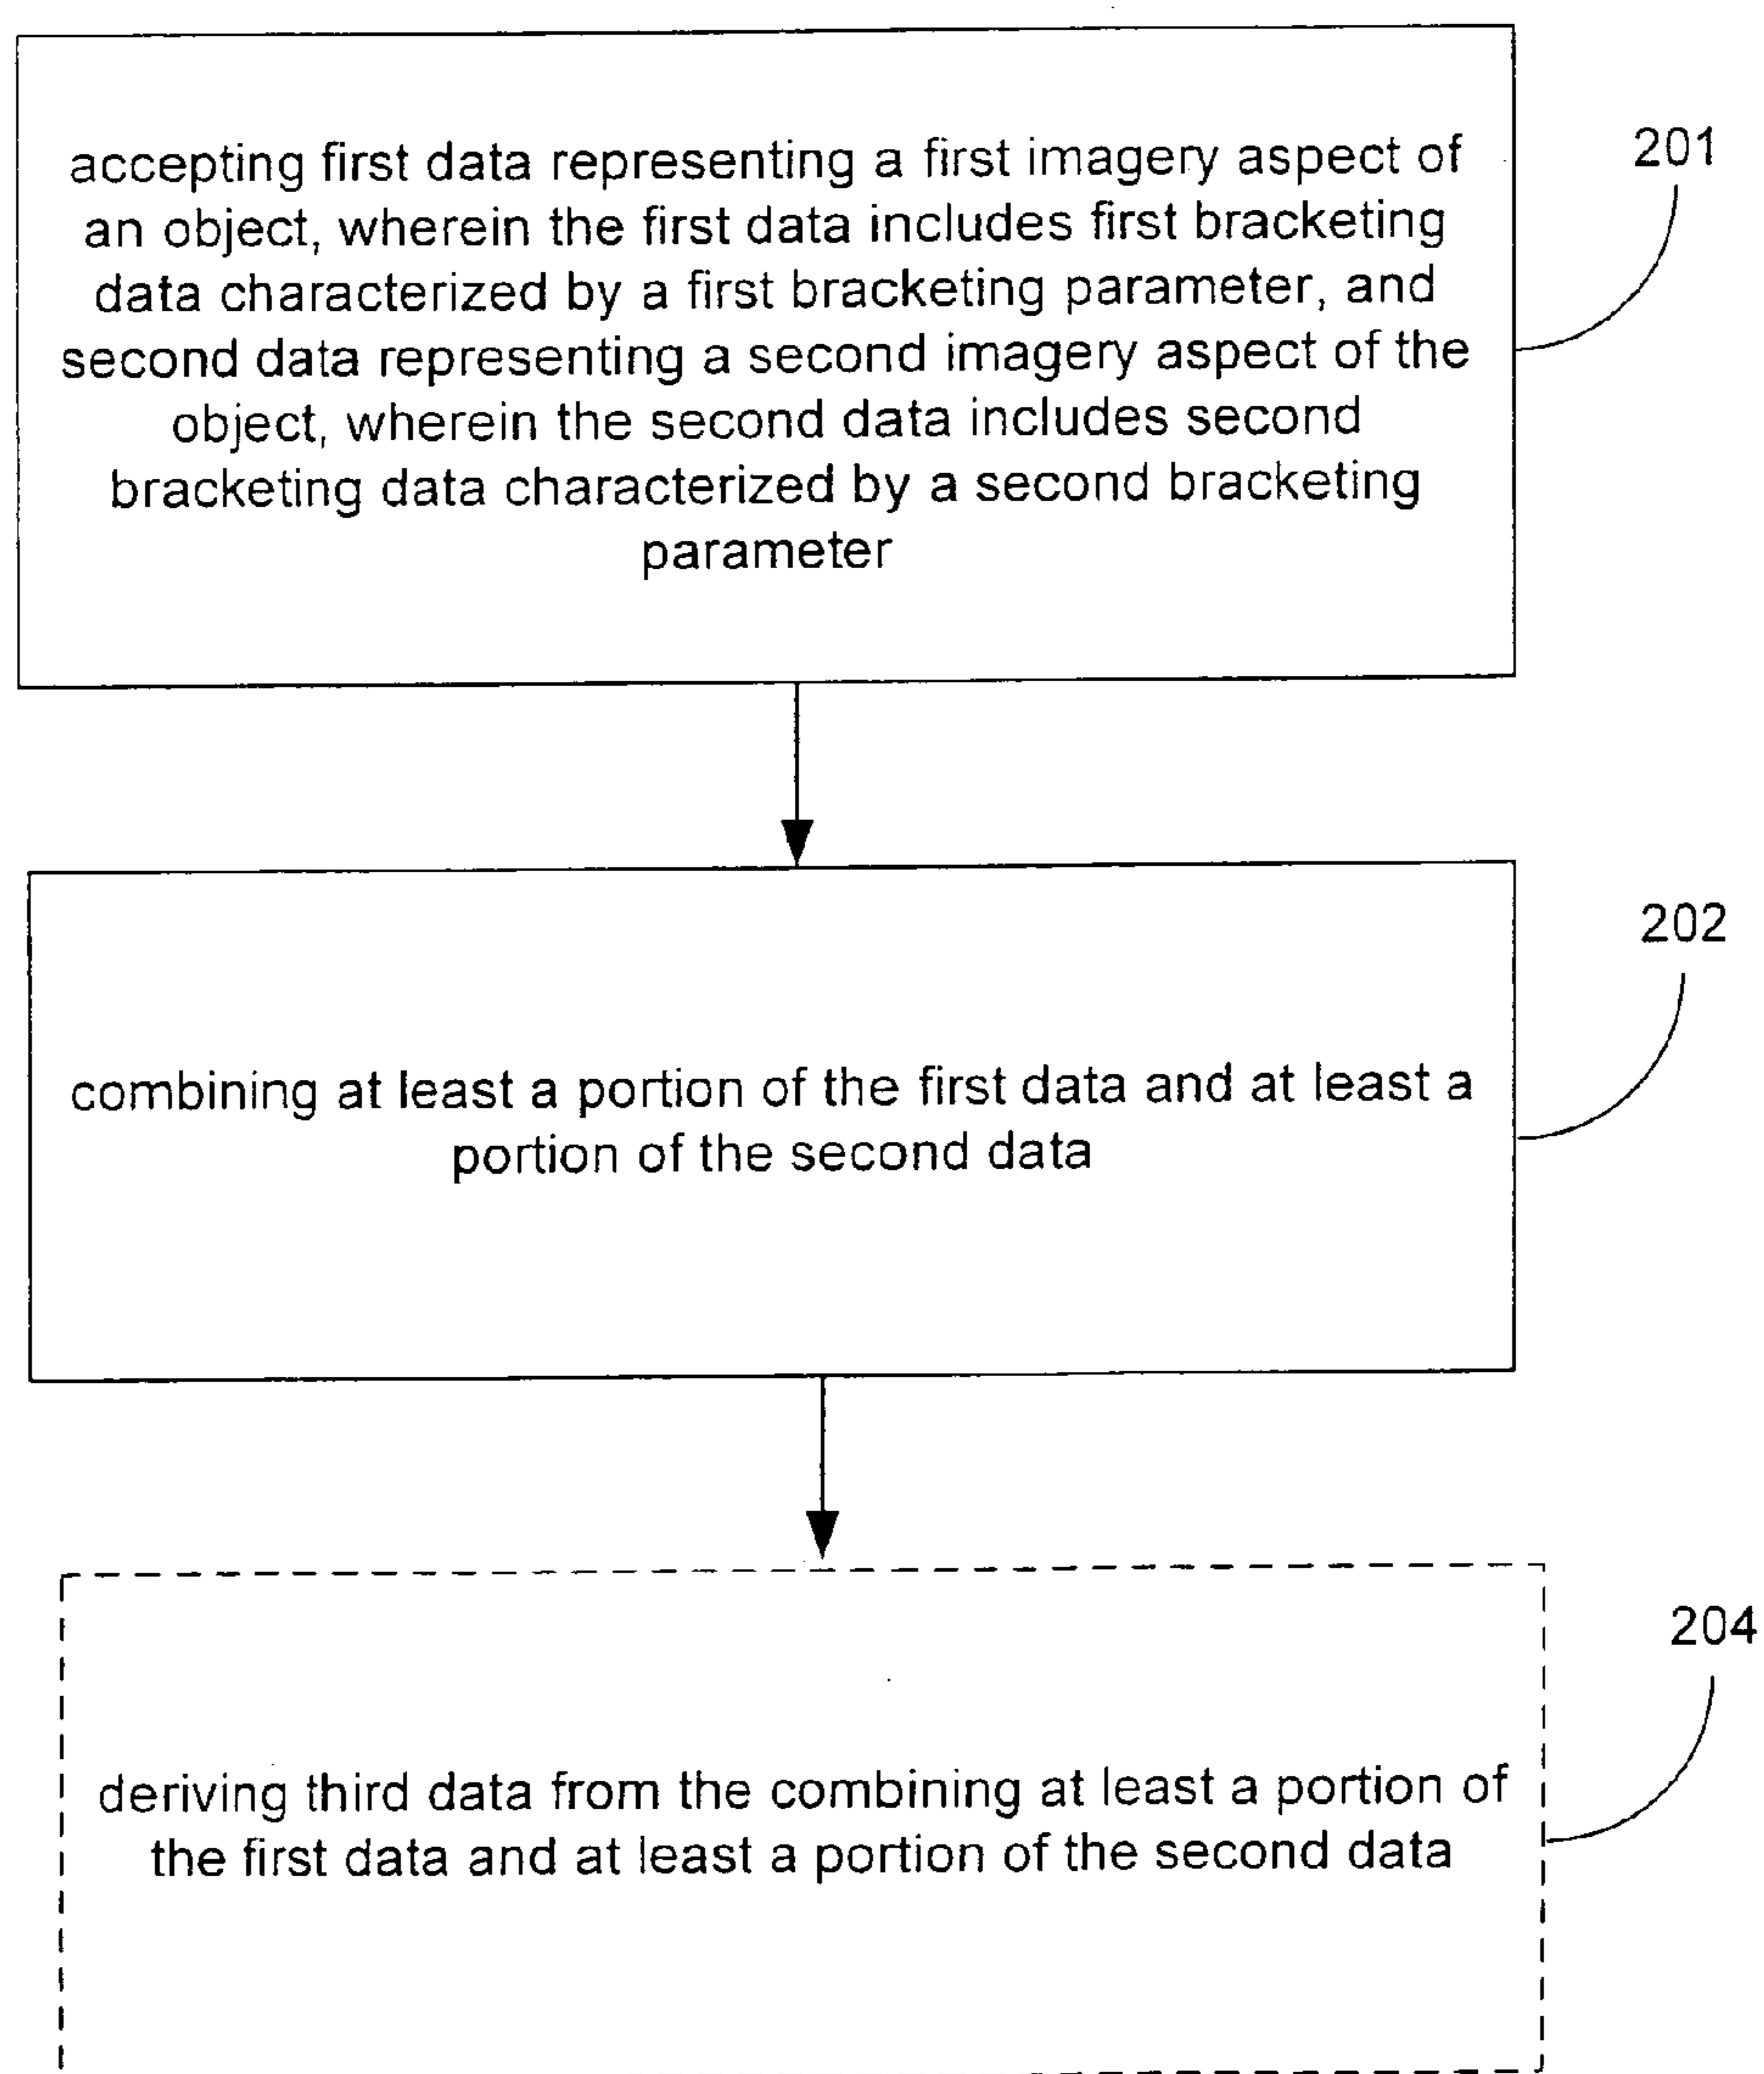 accepting first data representing a first imagery aspect of
an object, wherein the first data includes first bracketing
data characterized by a first bracketing parameter, and
second data representing a second imagery aspect of the
object, wherein the second data includes second
bracketing data characterized by a second bracketing
parameter
201
combining at least a portion of the first data and at least a
portion of the second data
202
deriving third data from the combining at least a portion of
the first data and at least a portion of the second data
204